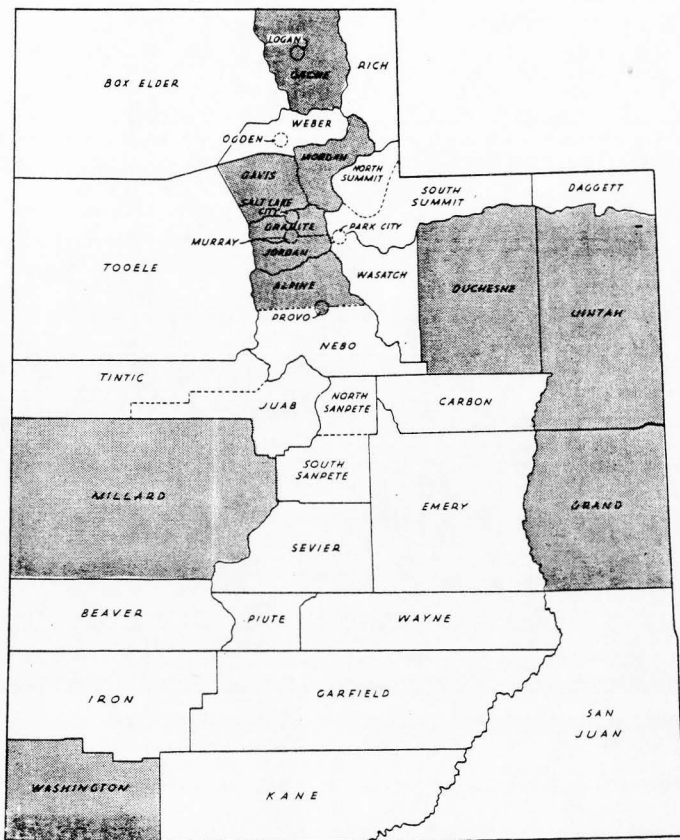 LOGAN
CACHE
BOX ELDER
RICH
WEBER
OGDEN
MORGAN
DAVIS
NORTH
SUMMIT
SOUTH
SUMMIT
DAGGETT
SALT LAKE
CITY
GRANITE
PARK CITY
MURRAY
JORDAN
TOOELE
WASATCH
ALPINE
DUCHESNE
UINTAH
PROVO
NEBO
TINTIC
JUAB
NORTH
SANPETE
CARBON
SOUTH
SANPETE
MILLARD
EMERY
GRAND
SEVIER
BEAVER
PIUTE
WAYNE
IRON
GARFIELD
SAN
JUAN
WASHINGTON
KANE